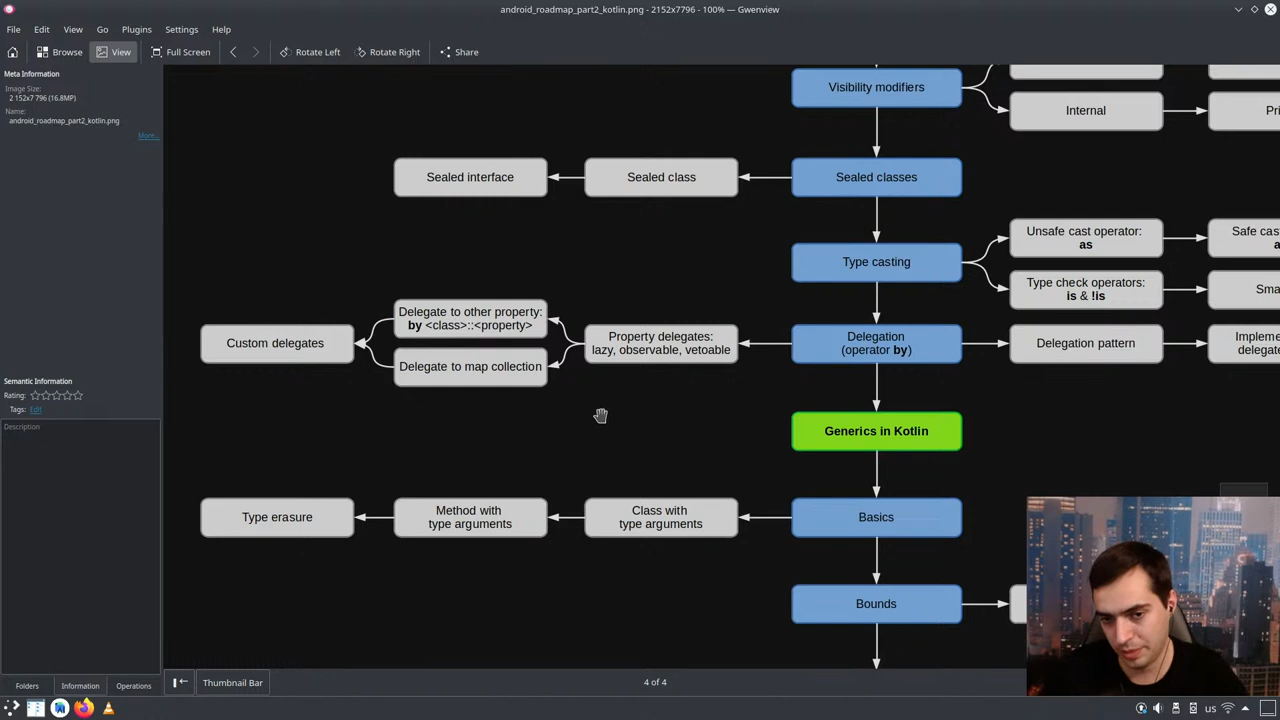 android_roadmap_part2_kotlin.png - 2152x7796 - 100% — Gwenview
File Edit View Go Plugins Settings Help
Browse View Full Screen Rotate Left Rotate Right Share
Meta Information
Image Size:
2 152x7 796 (16.8MP)
Name:
android_roadmap_part2_kotlin.png
More...
Semantic Information
Rating:
Tags: Edit
Description
Folders Information Operations
Visibility modifiers
Internal
Sealed interface
Sealed class
Sealed classes
Type casting
Unsafe cast operator:
as
Type check operators:
is & !is
Custom delegates
Delegate to other property:
by <class>::<property>
Delegate to map collection
Property delegates:
lazy, observable, vetoable
Delegation
(operator by)
Delegation pattern
Generics in Kotlin
Type erasure
Method with
type arguments
Class with
type arguments
Basics
Bounds
Thumbnail Bar
4 of 4
us